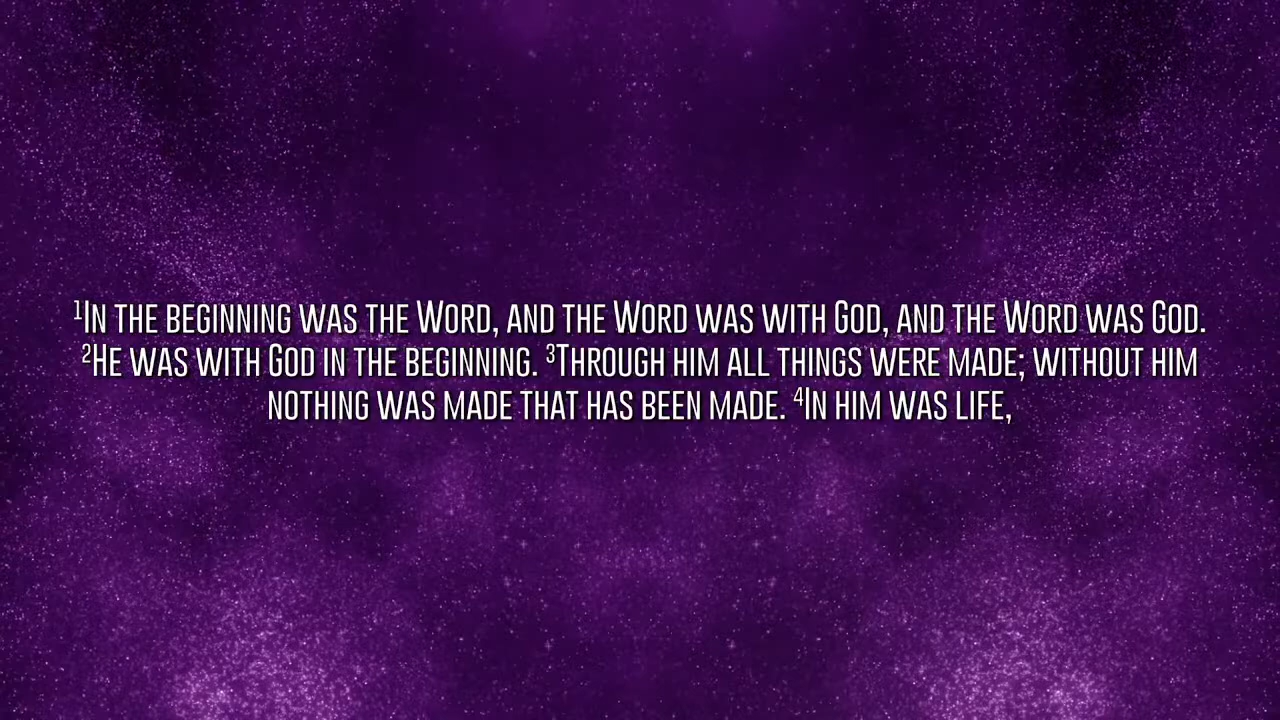 ¹In the beginning was the Word, and the Word was with God, and the Word was God.
²He was with God in the beginning. ³Through him all things were made; without him
nothing was made that has been made. ⁴In him was life,